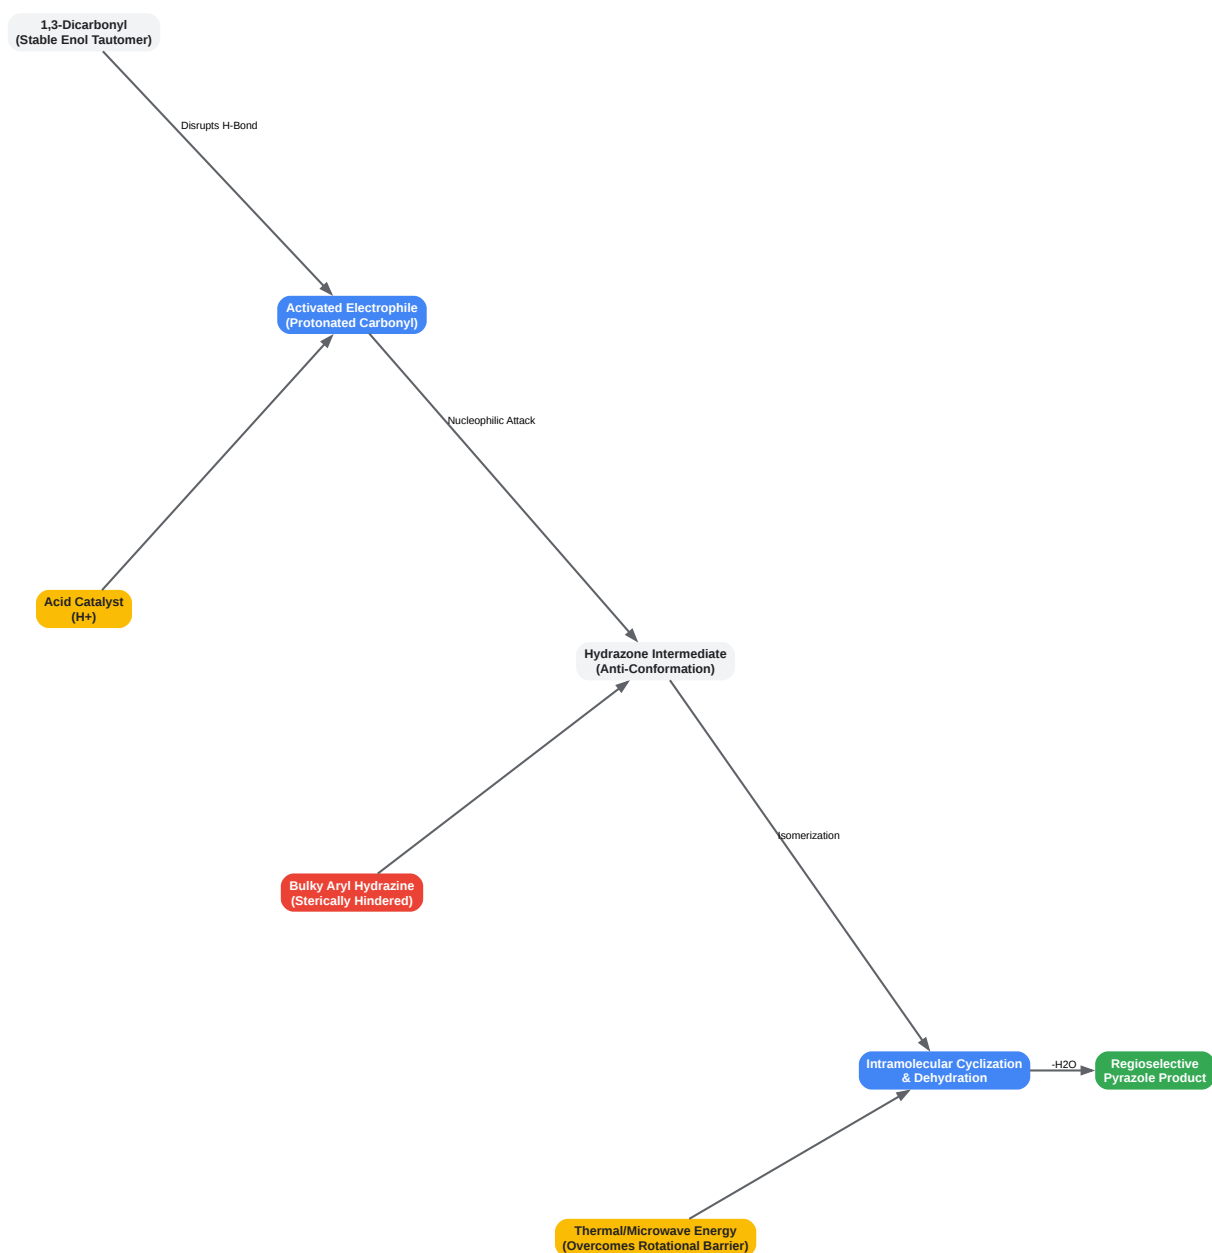 1,3-Dicarbonyl
(Stable Enol Tautomer)
Disrupts H-Bond
Activated Electrophile
(Protonated Carbonyl)
Nucleophilic Attack
Acid Catalyst
(H+)
Hydrazone Intermediate
(Anti-Conformation)
Isomerization
Bulky Aryl Hydrazine
(Sterically Hindered)
Intramolecular Cyclization
& Dehydration
-H2O
Regioselective
Pyrazole Product
Thermal/Microwave Energy
(Overcomes Rotational Barrier)